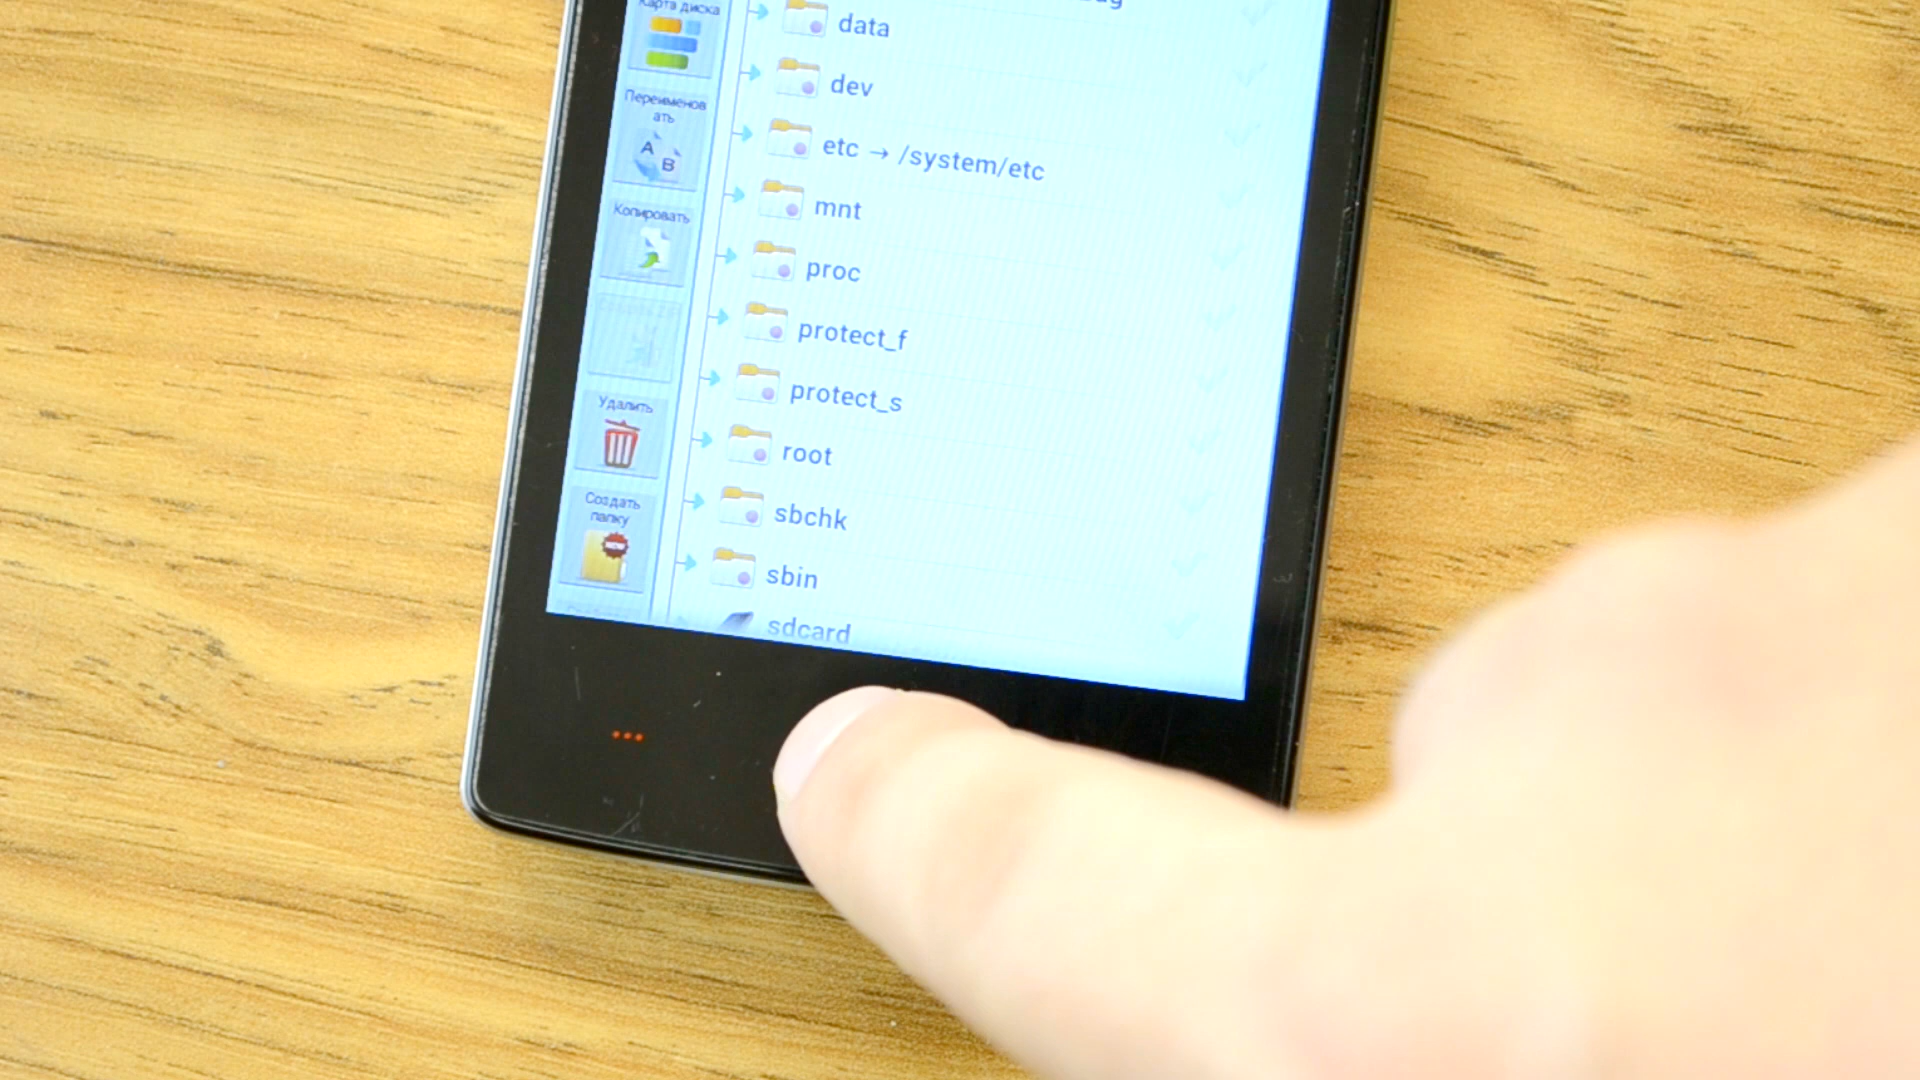 Карта диска
data
dev
Переименов
ать
etc → /system/etc
A
B
mnt
Копировать
proc
protect_f
protect_s
Удалить
root
sbchk
Создать
папку
NEW
sbin
sdcard